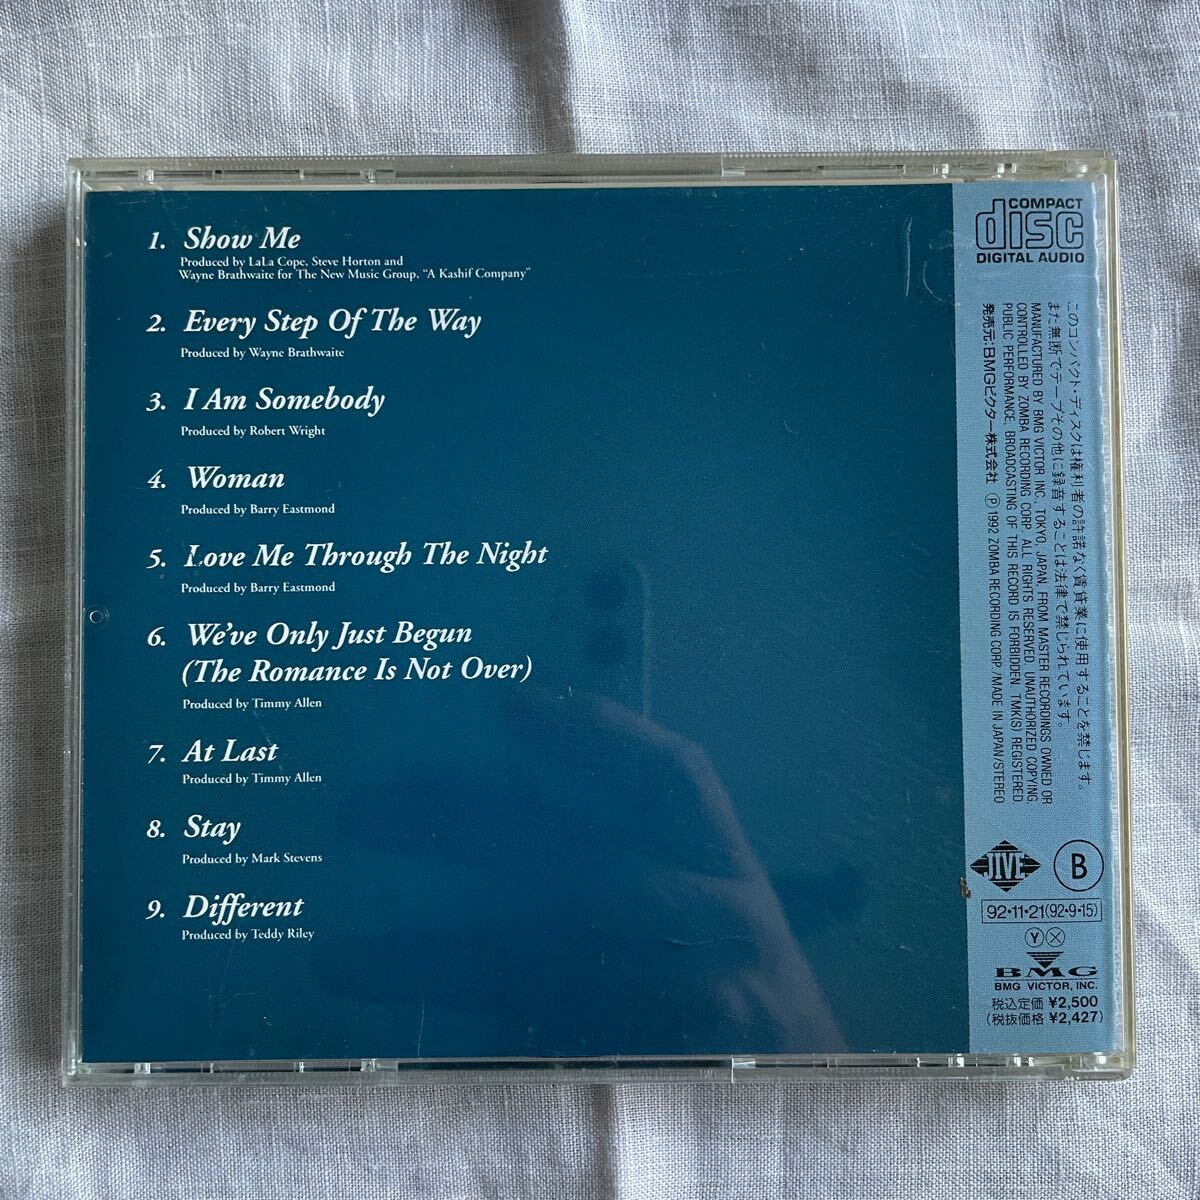 1. Show Me
Produced by LaLa Cope, Steve Horton and
Wayne Brathwaite for The New Music Group, "A Kashif Company"
2. Every Step Of The Way
Produced by Wayne Brathwaite
3. I Am Somebody
Produced by Robert Wright
4. Woman
Produced by Barry Eastmond
5. Love Me Through The Night
Produced by Barry Eastmond
6. We've Only Just Begun
(The Romance Is Not Over)
Produced by Timmy Allen
7. At Last
Produced by Timmy Allen
8. Stay
Produced by Mark Stevens
9. Different
Produced by Teddy Riley
COMPACT
disc
DIGITAL AUDIO
このコンパクト・ディスクは権利者の許諾なく賃貸業に使用することを禁じます。
また無断でテープその他に録音することは法律で禁じられています。
MANUFACTURED BY BMG VICTOR INC., TOKYO, JAPAN, FROM MASTER RECORDINGS OWNED OR
CONTROLLED BY ZOMBA RECORDING CORP. ALL RIGHTS RESERVED. UNAUTHORIZED COPYING,
PUBLIC PERFORMANCE, BROADCASTING OF THIS RECORD IS FORBIDDEN. TMK(S) REGISTERED.
発売元:BMGビクター株式会社 Ⓟ 1992 ZOMBA RECORDING CORP./MADE IN JAPAN/STEREO
JIVE
B
92・11・21(92・9・15)
Ⓨ Ⓧ
BMG
BMG VICTOR, INC.
税込定価 ¥2,500
(税抜価格 ¥2,427)